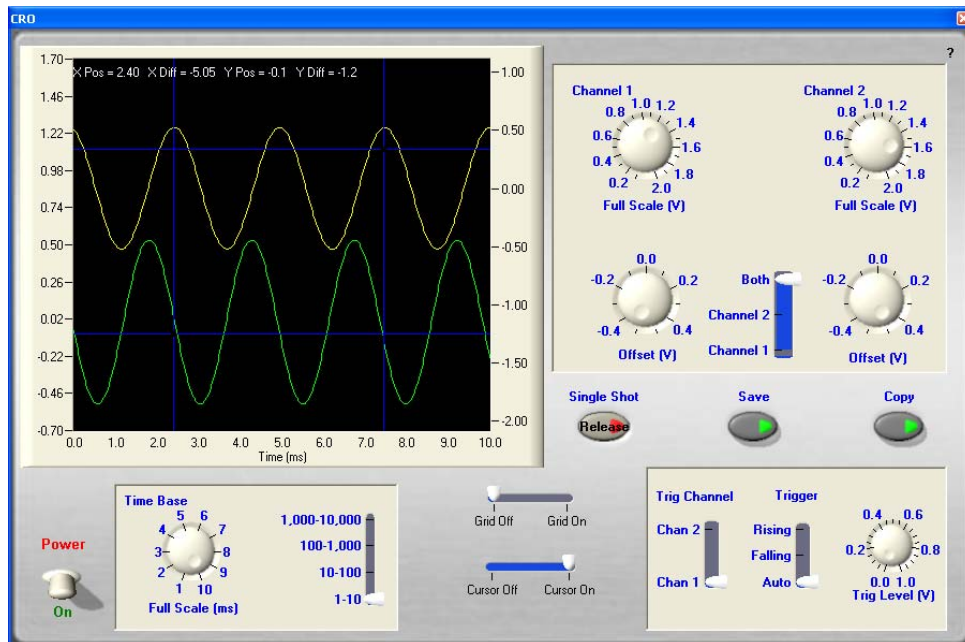 CRO
?
X Pos = 2.40 X Diff = -5.05 Y Pos = -0.1 Y Diff = -1.2
1.70
1.46
1.22
0.98
0.74
0.50
0.26
0.02
-0.22
-0.46
-0.70
1.00
0.50
0.00
-0.50
-1.00
-1.50
-2.00
0.0 1.0 2.0 3.0 4.0 5.0 6.0 7.0 8.0 9.0 10.0
Time (ms)
Channel 1
0.2 0.4 0.6 0.8 1.0 1.2 1.4 1.6 1.8 2.0
Full Scale (V)
Channel 2
0.2 0.4 0.6 0.8 1.0 1.2 1.4 1.6 1.8 2.0
Full Scale (V)
-0.4 -0.2 0.0 0.2 0.4
Offset (V)
Both
Channel 2
Channel 1
-0.4 -0.2 0.0 0.2 0.4
Offset (V)
Single Shot
Release
Save
Copy
Power
On
Time Base
1 2 3 4 5 6 7 8 9 10
Full Scale (ms)
1,000-10,000
100-1,000
10-100
1-10
Grid Off Grid On
Cursor Off Cursor On
Trig Channel
Chan 2
Chan 1
Trigger
Rising
Falling
Auto
0.0 0.2 0.4 0.6 0.8 1.0
Trig Level (V)